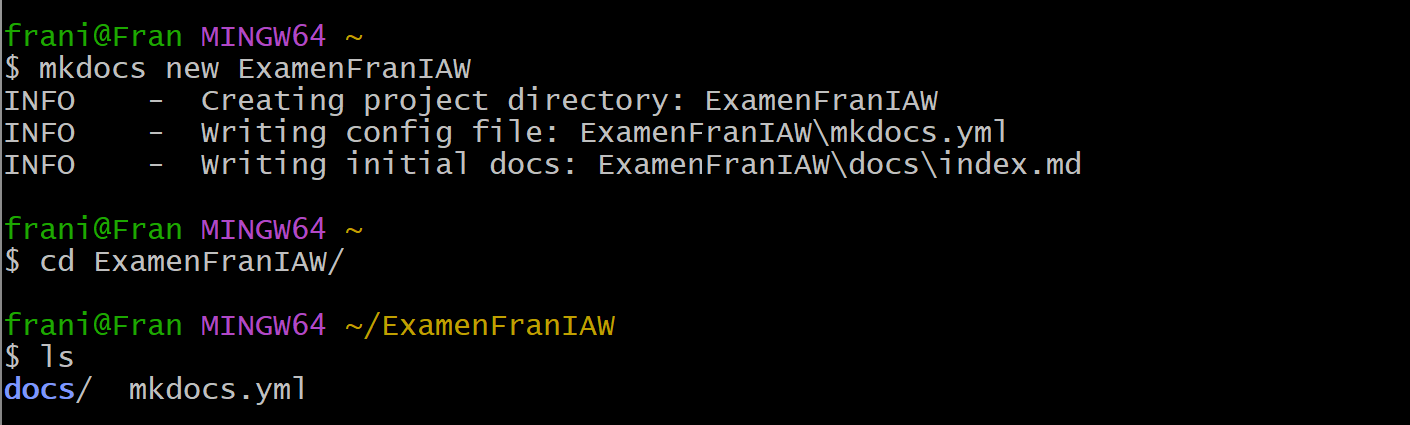 frani@Fran MINGW64 ~
$ mkdocs new ExamenFranIAW
INFO    -  Creating project directory: ExamenFranIAW
INFO    -  Writing config file: ExamenFranIAW\mkdocs.yml
INFO    -  Writing initial docs: ExamenFranIAW\docs\index.md
frani@Fran MINGW64 ~
$ cd ExamenFranIAW/
frani@Fran MINGW64 ~/ExamenFranIAW
$ ls
docs/  mkdocs.yml